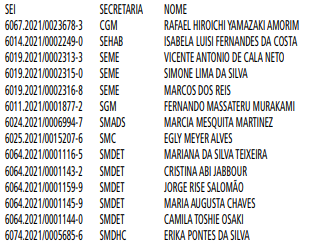 SEI SECRETARIA NOME
6067.2021/0023678-3 CGM RAFAEL HIROICHI YAMAZAKI AMORIM
6014.2021/0002249-0 SEHAB ISABELA LUISI FERNANDES DA COSTA
6019.2021/0002313-3 SEME VICENTE ANTONIO DE CALA NETO
6019.2021/0002315-0 SEME SIMONE LIMA DA SILVA
6019.2021/0002316-8 SEME MARCOS DOS REIS
6011.2021/0001877-2 SGM FERNANDO MASSATERU MURAKAMI
6024.2021/0006994-7 SMADS MARCIA MESQUITA MARTINEZ
6025.2021/0015207-6 SMC EGLY MEYER ALVES
6064.2021/0001116-5 SMDET MARIANA DA SILVA TEIXEIRA
6064.2021/0001143-2 SMDET CRISTINA ABI JABBOUR
6064.2021/0001159-9 SMDET JORGE RISE SALOMÃO
6064.2021/0001145-9 SMDET MARIA AUGUSTA CHAVES
6064.2021/0001144-0 SMDET CAMILA TOSHIE OSAKI
6074.2021/0005685-6 SMDHC ERIKA PONTES DA SILVA